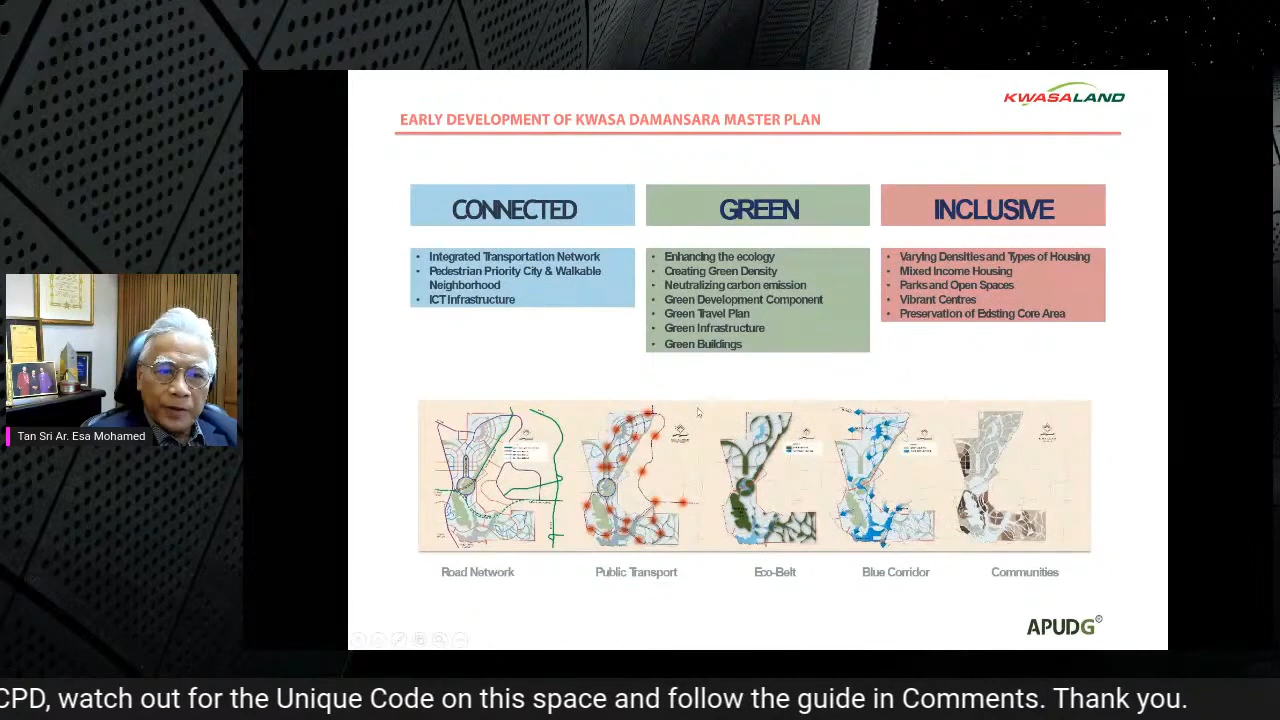 KWASALAND
EARLY DEVELOPMENT OF KWASA DAMANSARA MASTER PLAN
CONNECTED
GREEN
INCLUSIVE
• Integrated Transportation Network
• Pedestrian Priority City & Walkable
Neighborhood
• ICT Infrastructure
• Enhancing the ecology
• Creating Green Density
• Neutralizing carbon emission
• Green Development Component
• Green Travel Plan
• Green Infrastructure
• Green Buildings
• Varying Densities and Types of Housing
• Mixed Income Housing
• Parks and Open Spaces
• Vibrant Centres
• Preservation of Existing Core Area
Tan Sri Ar. Esa Mohamed
Road Network
Public Transport
Eco-Belt
Blue Corridor
Communities
APUDG®
CPD, watch out for the Unique Code on this space and follow the guide in Comments. Thank you.